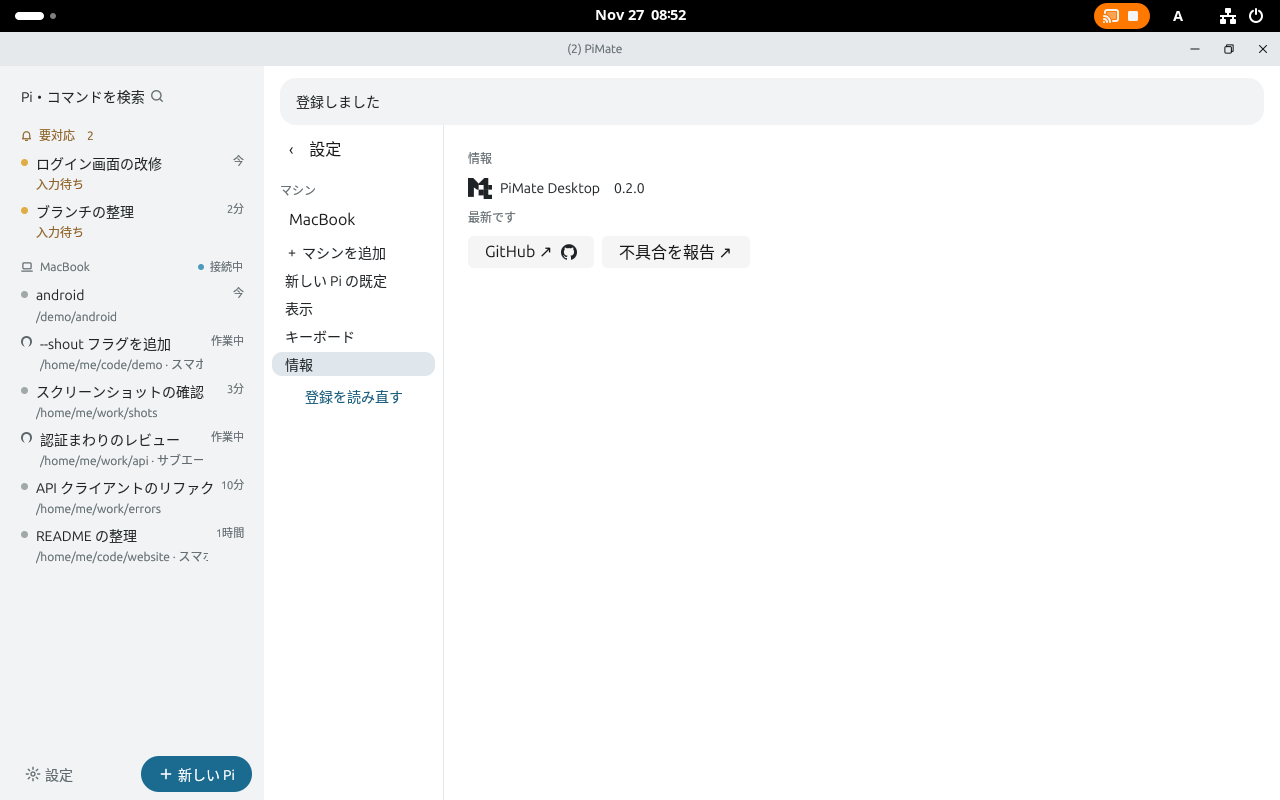 Nov 27 08:52
A
(2) PiMate
Pi・コマンドを検索
要対応 2
ログイン画面の改修 今
入力待ち
ブランチの整理 2分
入力待ち
MacBook 接続中
android 今
/demo/android
--shout フラグを追加 作業中
/home/me/code/demo · スマホ
スクリーンショットの確認 3分
/home/me/work/shots
認証まわりのレビュー 作業中
/home/me/work/api · サブエー
API クライアントのリファク 10分
/home/me/work/errors
README の整理 1時間
/home/me/code/website · スマホ
設定
+ 新しい Pi
登録しました
‹ 設定
マシン
MacBook
+ マシンを追加
新しい Pi の既定
表示
キーボード
情報
登録を読み直す
情報
PiMate Desktop 0.2.0
最新です
GitHub ↗
不具合を報告 ↗